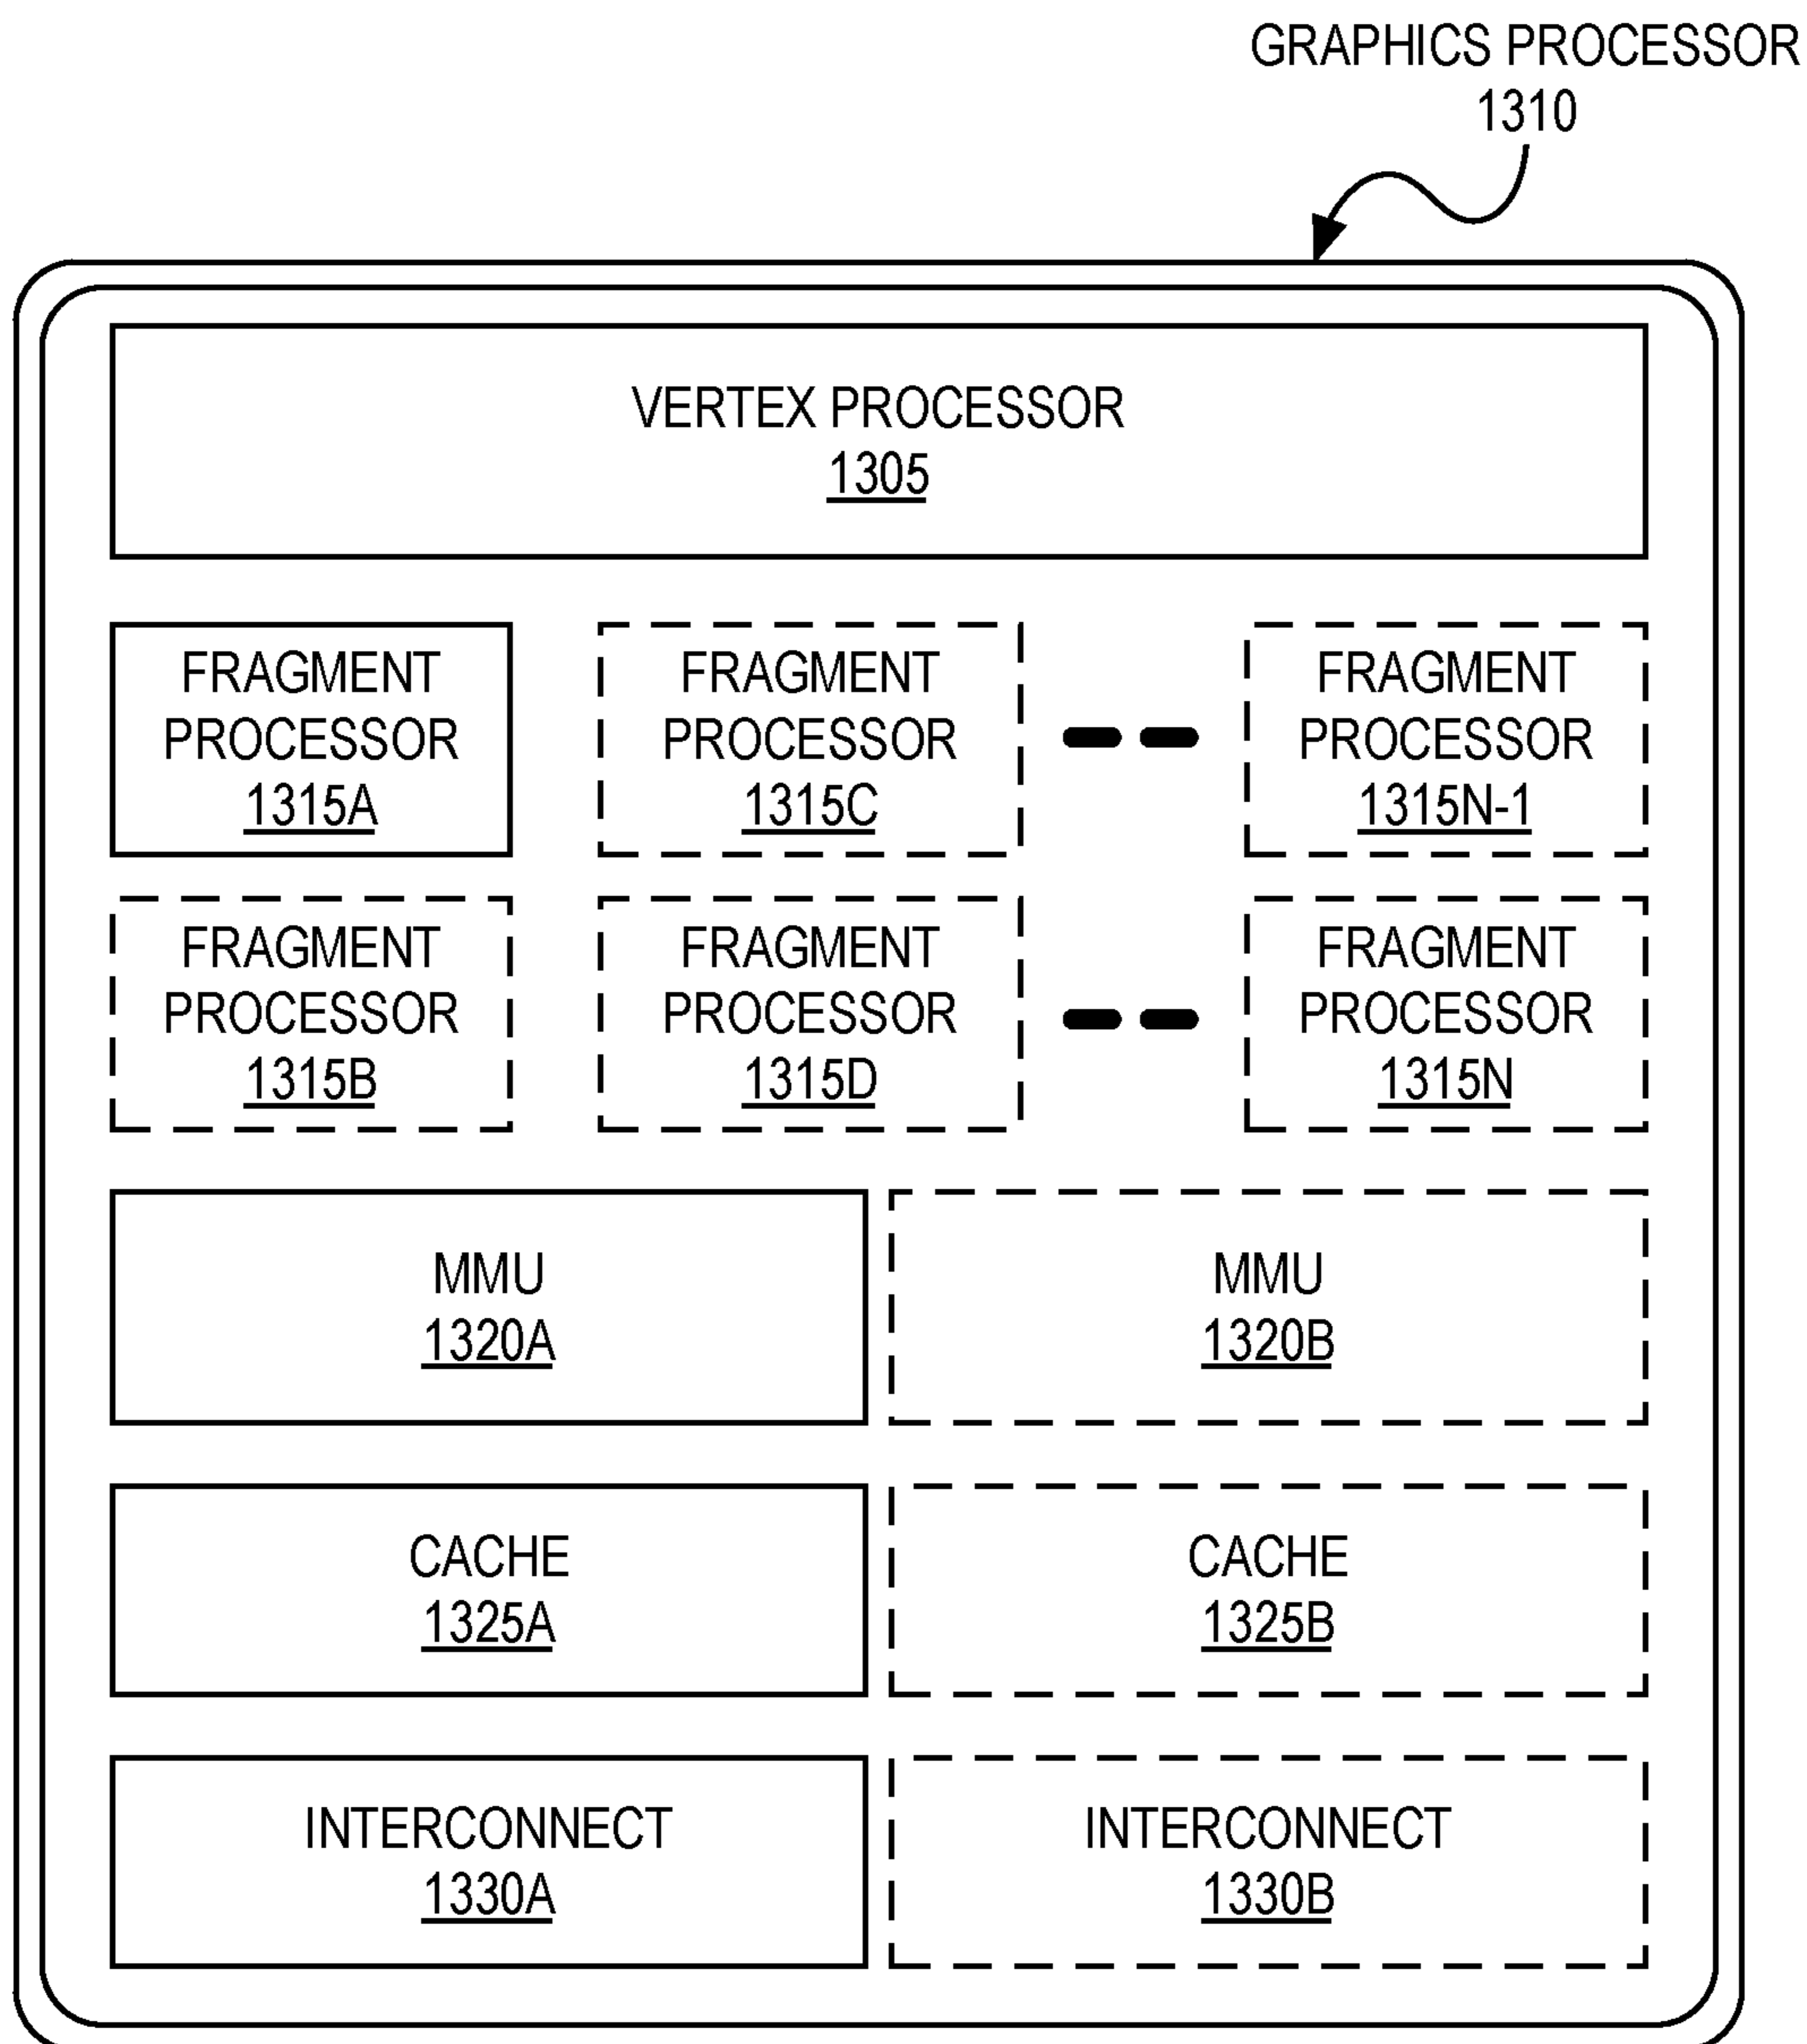 GRAPHICS PROCESSOR
1310
VERTEX PROCESSOR
1305
FRAGMENT
PROCESSOR
1315A
FRAGMENT
PROCESSOR
1315C
FRAGMENT
PROCESSOR
1315N-1
FRAGMENT
PROCESSOR
1315B
FRAGMENT
PROCESSOR
1315D
FRAGMENT
PROCESSOR
1315N
MMU
1320A
MMU
1320B
CACHE
1325A
CACHE
1325B
INTERCONNECT
1330A
INTERCONNECT
1330B